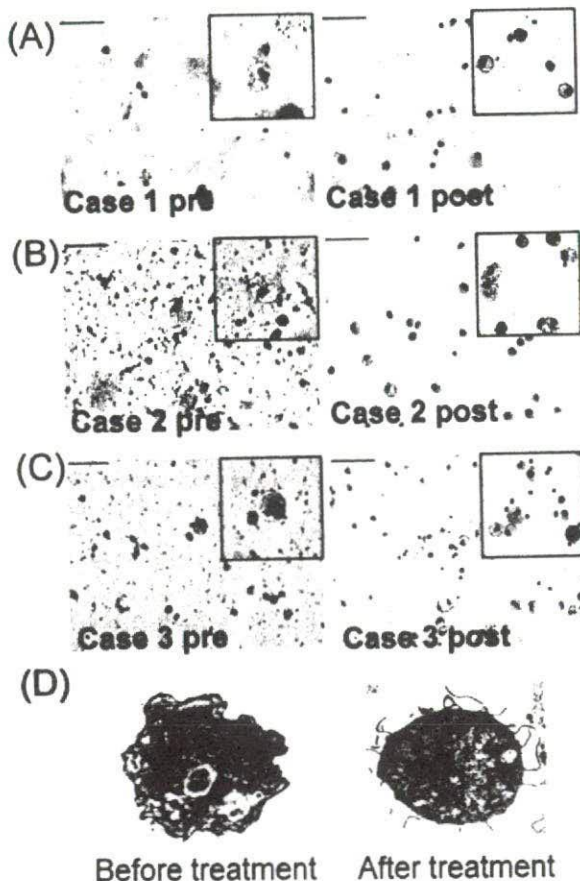 (A)
Case 1 pre
Case 1 post
(B)
Case 2 pre
Case 2 post
(C)
Case 3 pre
Case 3 post
(D)
Before treatment
After treatment